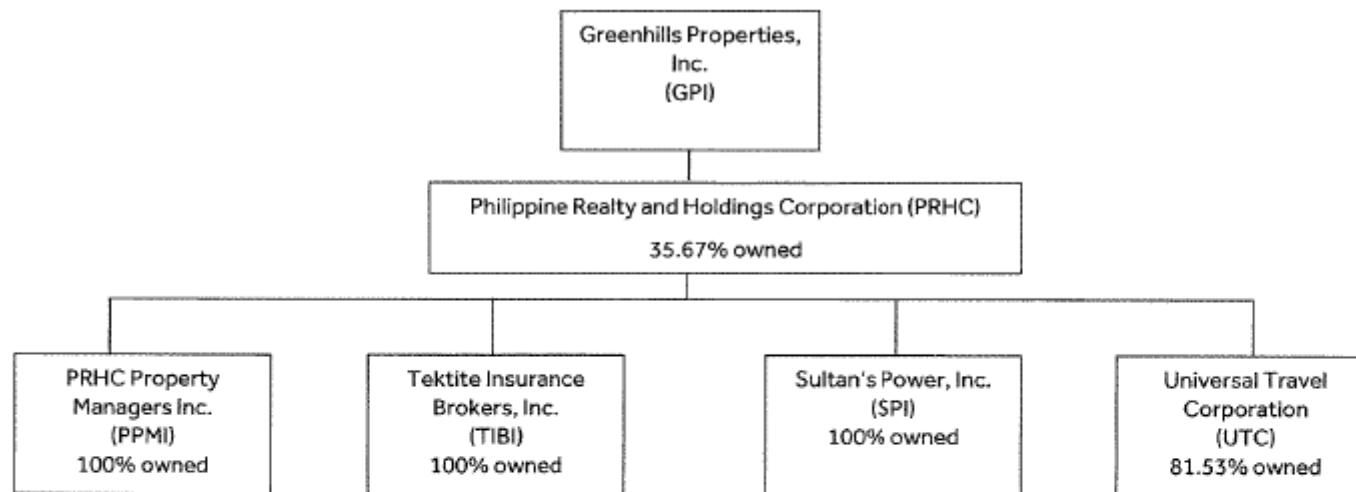 Greenhills Properties,
Inc.
(GPI)
Philippine Realty and Holdings Corporation (PRHC)
35.67% owned
PRHC Property
Managers Inc.
(PPMI)
100% owned
Tektite Insurance
Brokers, Inc.
(TIBI)
100% owned
Sultan's Power, Inc.
(SPI)
100% owned
Universal Travel
Corporation
(UTC)
81.53% owned